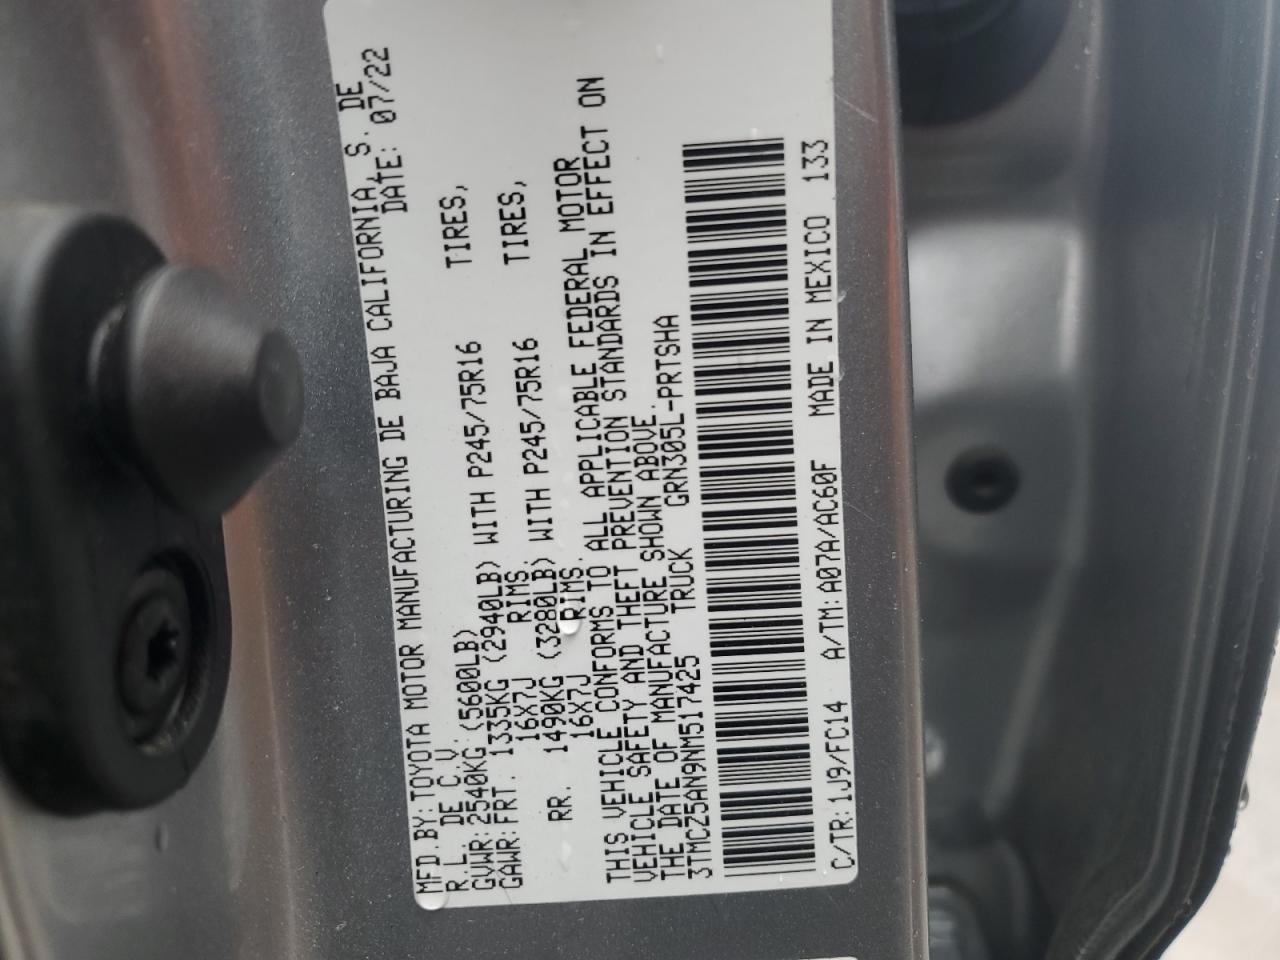 MFD.BY:TOYOTA MOTOR MANUFACTURING DE BAJA CALIFORNIA, S. DE
R.L. DE C.V. DATE: 07/22
GVWR:2540KG(5600LB)
GAWR:FRT. 1335KG(2940LB) WITH P245/75R16 TIRES,
16X7J RIMS.
RR. 1490KG(3280LB) WITH P245/75R16 TIRES,
16X7J RIMS.
THIS VEHICLE CONFORMS TO ALL APPLICABLE FEDERAL MOTOR
VEHICLE SAFETY AND THEFT PREVENTION STANDARDS IN EFFECT ON
THE DATE OF MANUFACTURE SHOWN ABOVE.
3TMCZ5AN9NM517425 TRUCK GRN305L-PRTSHA
C/TR:1J9/FC14 A/TM:A07A/AC60F MADE IN MEXICO 133